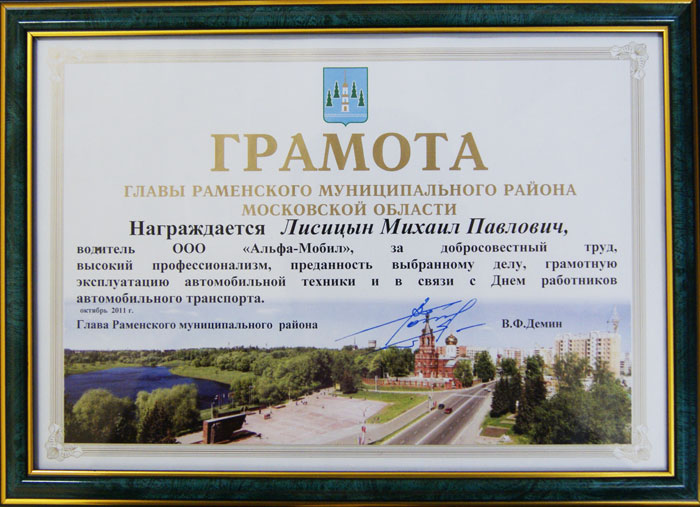 ГРАМОТА
ГЛАВЫ РАМЕНСКОГО МУНИЦИПАЛЬНОГО РАЙОНА
МОСКОВСКОЙ ОБЛАСТИ
Награждается Лисицын Михаил Павлович,
водитель ООО «Альфа-Мобил», за добросовестный труд,
высокий профессионализм, преданность выбранному делу, грамотную
эксплуатацию автомобильной техники и в связи с Днем работников
автомобильного транспорта.
октябрь 2011 г.
Глава Раменского муниципального района В.Ф.Демин